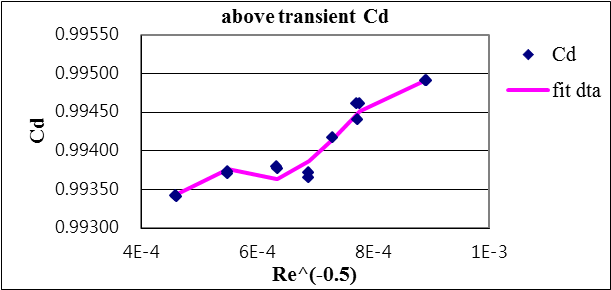 above transient Cd
0.99550
0.99500
0.99450
0.99400
0.99350
0.99300
Cd
4E-4 6E-4 8E-4 1E-3
Re^(-0.5)
Cd
fit dta